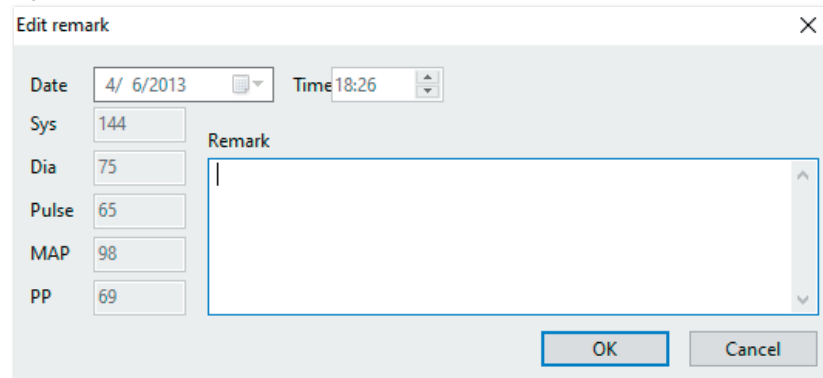 Edit remark
Date 4/ 6/2013 Time 18:26
Sys 144
Remark
Dia 75
Pulse 65
MAP 98
PP 69
OK Cancel